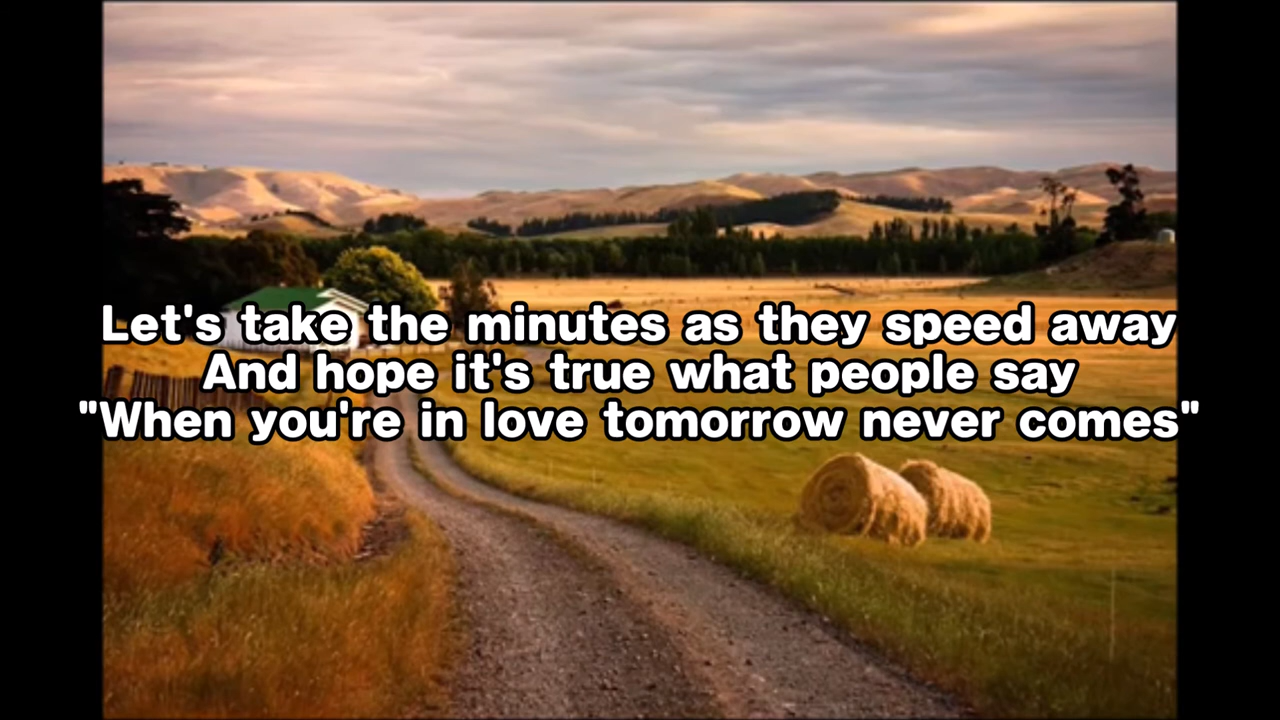 Let's take the minutes as they speed away
And hope it's true what people say
"When you're in love tomorrow never comes"